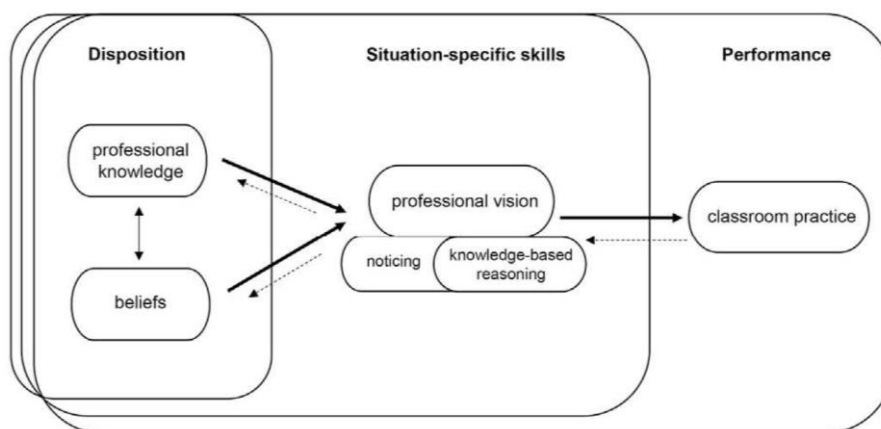 Disposition
Situation-specific skills
Performance
professional
knowledge
professional vision
classroom practice
noticing
knowledge-based
reasoning
beliefs